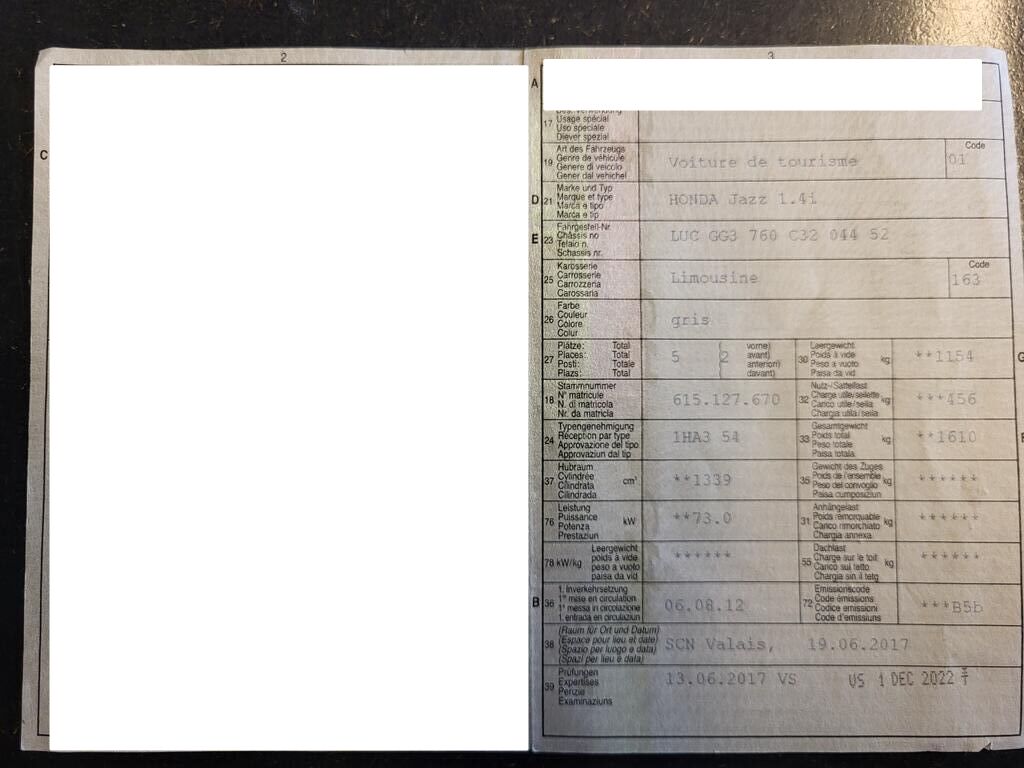 2
3
C
A
17 Bes. Verwendung
Usage spécial
Uso speciale
Diever spezial
19 Art des Fahrzeugs
Genre de véhicule
Genere di veicolo
Gener dal vehichel
Voiture de tourisme
Code
01
D 21 Marke und Typ
Marque et type
Marca e tipo
Marca e tip
HONDA Jazz 1.4i
E 23 Fahrgestell-Nr.
Châssis no
Telaio n.
Schassis nr.
LUC GG3 760 C32 044 52
25 Karosserie
Carrosserie
Carrozzeria
Carossaria
Limousine
Code
163
26 Farbe
Couleur
Colore
Colur
gris
27 Plätze: Total
Places: Total
Posti: Totale
Plazs: Total
5 (2 vorne)
avant)
anteriori)
davant)
30 Leergewicht
Poids à vide
Peso a vuoto
Paisa da vid
kg
**1154
G
18 Stammnummer
N° matricule
N. di matricola
Nr. da matricla
615.127.670
32 Nutz-/Sattellast
Charge utile/sellette
Carico utile/sella
Chargia utila/sella
kg
***456
24 Typengenehmigung
Réception par type
Approvazione del tipo
Approvaziun dal tip
1HA3 54
33 Gesamtgewicht
Poids total
Peso totale
Paisa totala
kg
**1610
F
37 Hubraum
Cylindrée
Cilindrata
Cilindrada
cm³
**1339
35 Gewicht des Zuges
Poids de l'ensemble
Peso del convoglio
Paisa cumposiziun
kg
******
76 Leistung
Puissance
Potenza
Prestaziun
kW
**73.0
31 Anhängelast
Poids remorquable
Carico rimorchiato
Chargia annexa
kg
******
78 kW/kg Leergewicht
poids à vide
peso a vuoto
paisa da vid
******
55 Dachlast
Charge sur le toit
Carico sul tetto
Chargia sin il tetg
kg
******
B 36 1. Inverkehrsetzung
1re mise en circulation
1a messa in circolazione
1. entrada en circulaziun
06.08.12
72 Emissionscode
Code émissions
Codice emissioni
Code d'emissiuns
***B5b
38 (Raum für Ort und Datum)
(Espace pour lieu et date)
(Spazio per luogo e data)
(Spazi per lieu e data)
SCN Valais, 19.06.2017
39 Prüfungen
Expertises
Perizie
Examinaziuns
13.06.2017 VS
VS 1 DEC 2022